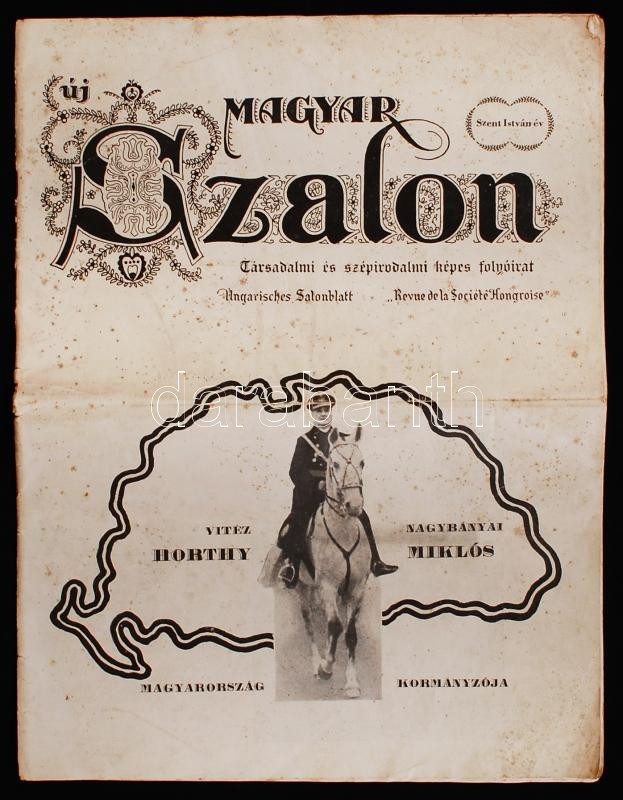 új
MAGYAR
Szalon
Szent István év
Társadalmi és szépirodalmi képes folyóirat
Ungarisches Salonblatt „Revue de la Société Hongroise"
darabanth
VITÉZ NAGYBÁNYAI
HORTHY MIKLÓS
MAGYARORSZÁG KORMÁNYZÓJA